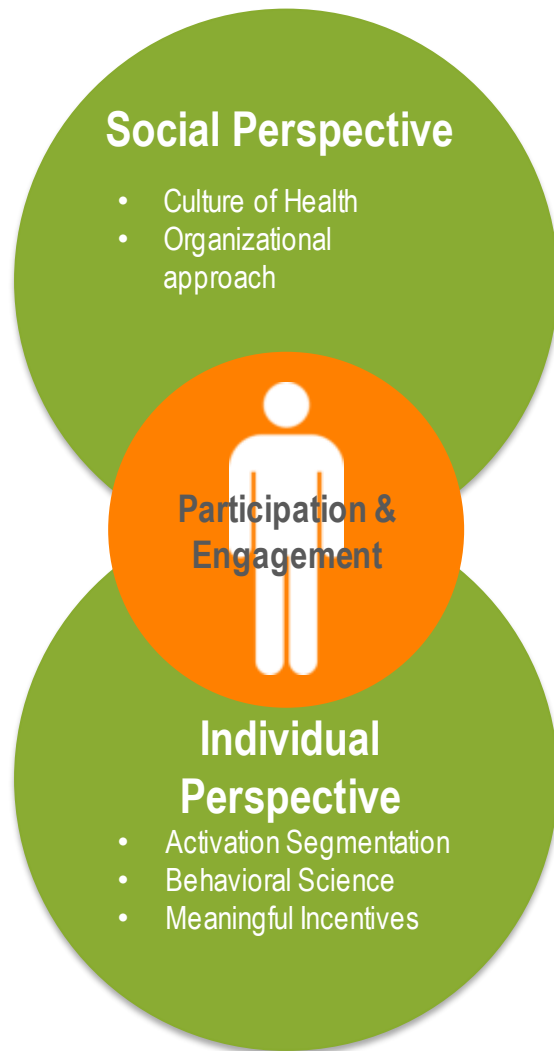 Social Perspective
• Culture of Health
• Organizational
approach
Participation &
Engagement
Individual
Perspective
• Activation Segmentation
• Behavioral Science
• Meaningful Incentives